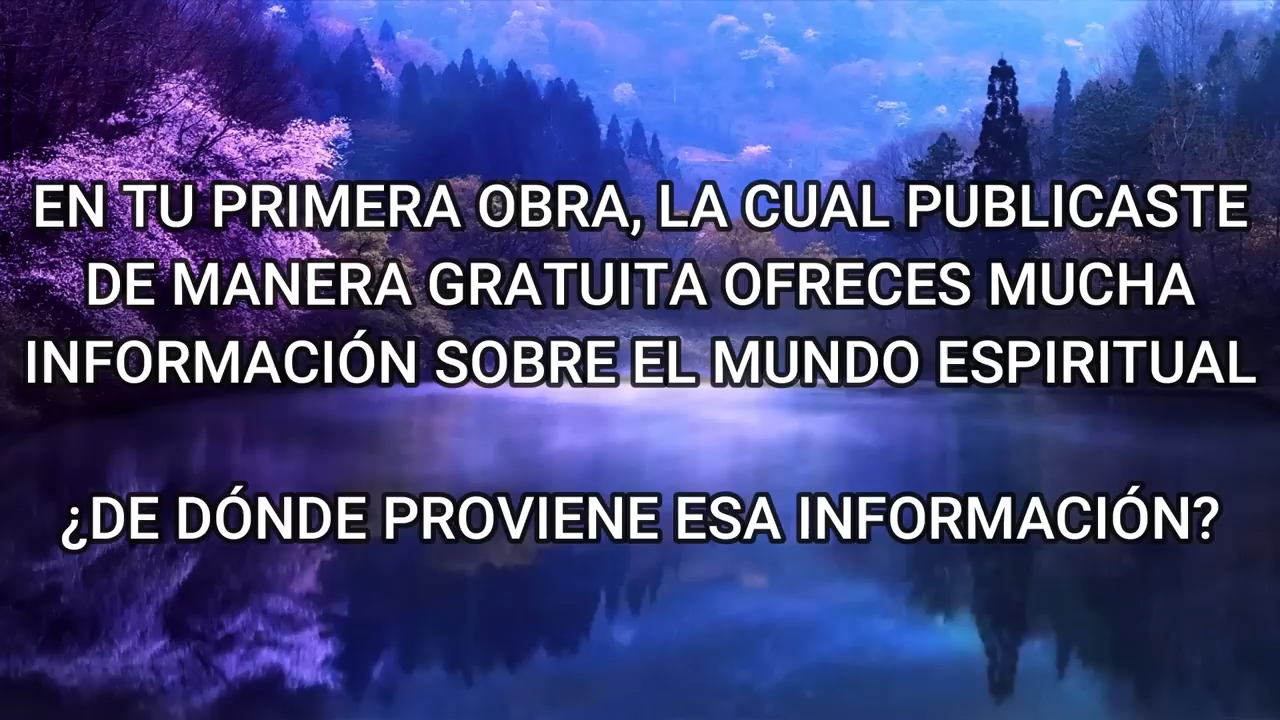 EN TU PRIMERA OBRA, LA CUAL PUBLICASTE
DE MANERA GRATUITA OFRECES MUCHA
INFORMACIÓN SOBRE EL MUNDO ESPIRITUAL
¿DE DÓNDE PROVIENE ESA INFORMACIÓN?